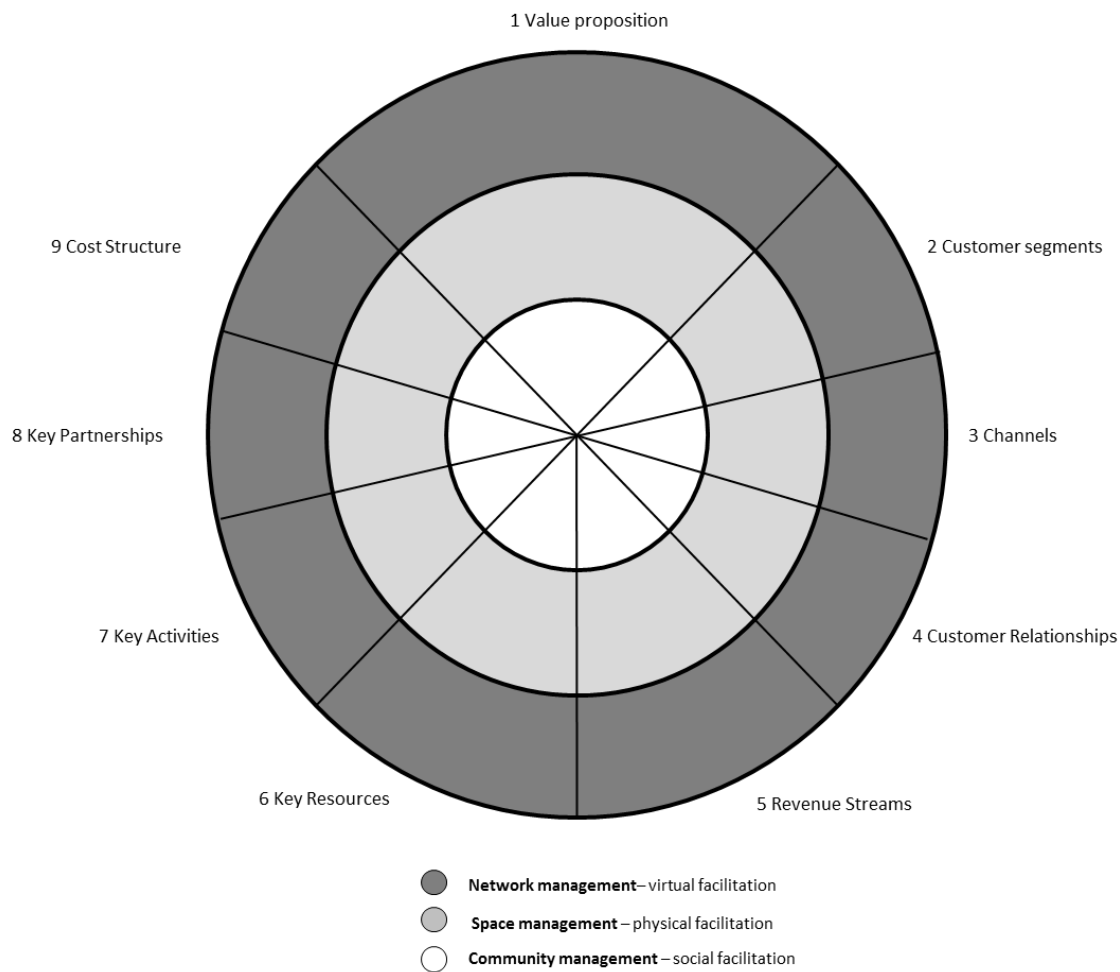 1 Value proposition
9 Cost Structure
2 Customer segments
8 Key Partnerships
3 Channels
7 Key Activities
4 Customer Relationships
6 Key Resources
5 Revenue Streams
Network management– virtual facilitation
Space management – physical facilitation
Community management – social facilitation